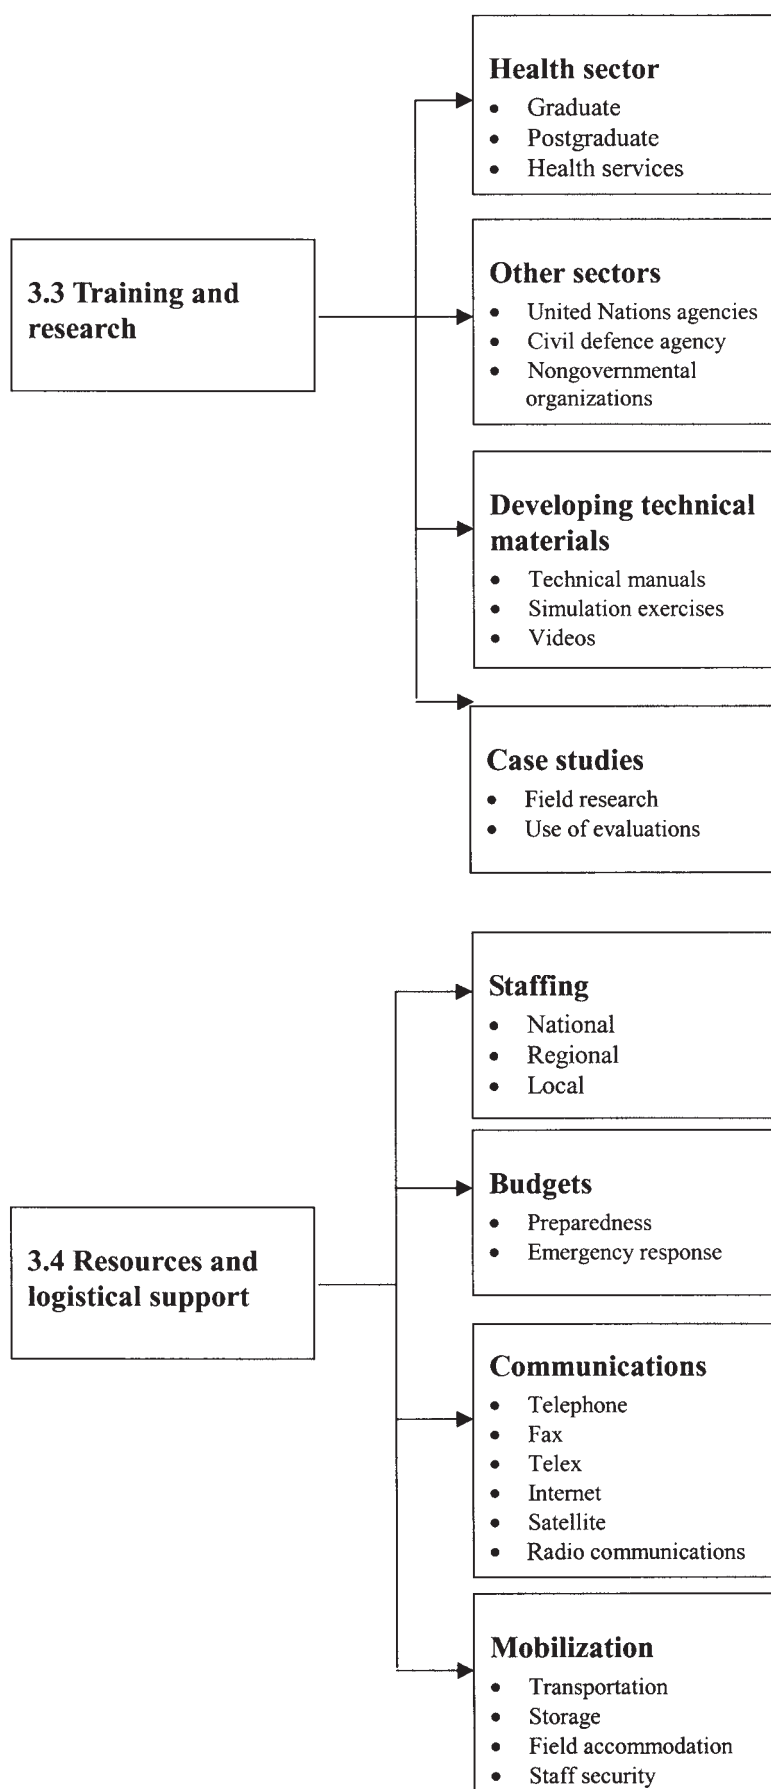 Health sector
• Graduate
• Postgraduate
• Health services
3.3 Training and
research
Other sectors
• United Nations agencies
• Civil defence agency
• Nongovernmental
organizations
Developing technical
materials
• Technical manuals
• Simulation exercises
• Videos
Case studies
• Field research
• Use of evaluations
3.4 Resources and
logistical support
Staffing
• National
• Regional
• Local
Budgets
• Preparedness
• Emergency response
Communications
• Telephone
• Fax
• Telex
• Internet
• Satellite
• Radio communications
Mobilization
• Transportation
• Storage
• Field accommodation
• Staff security